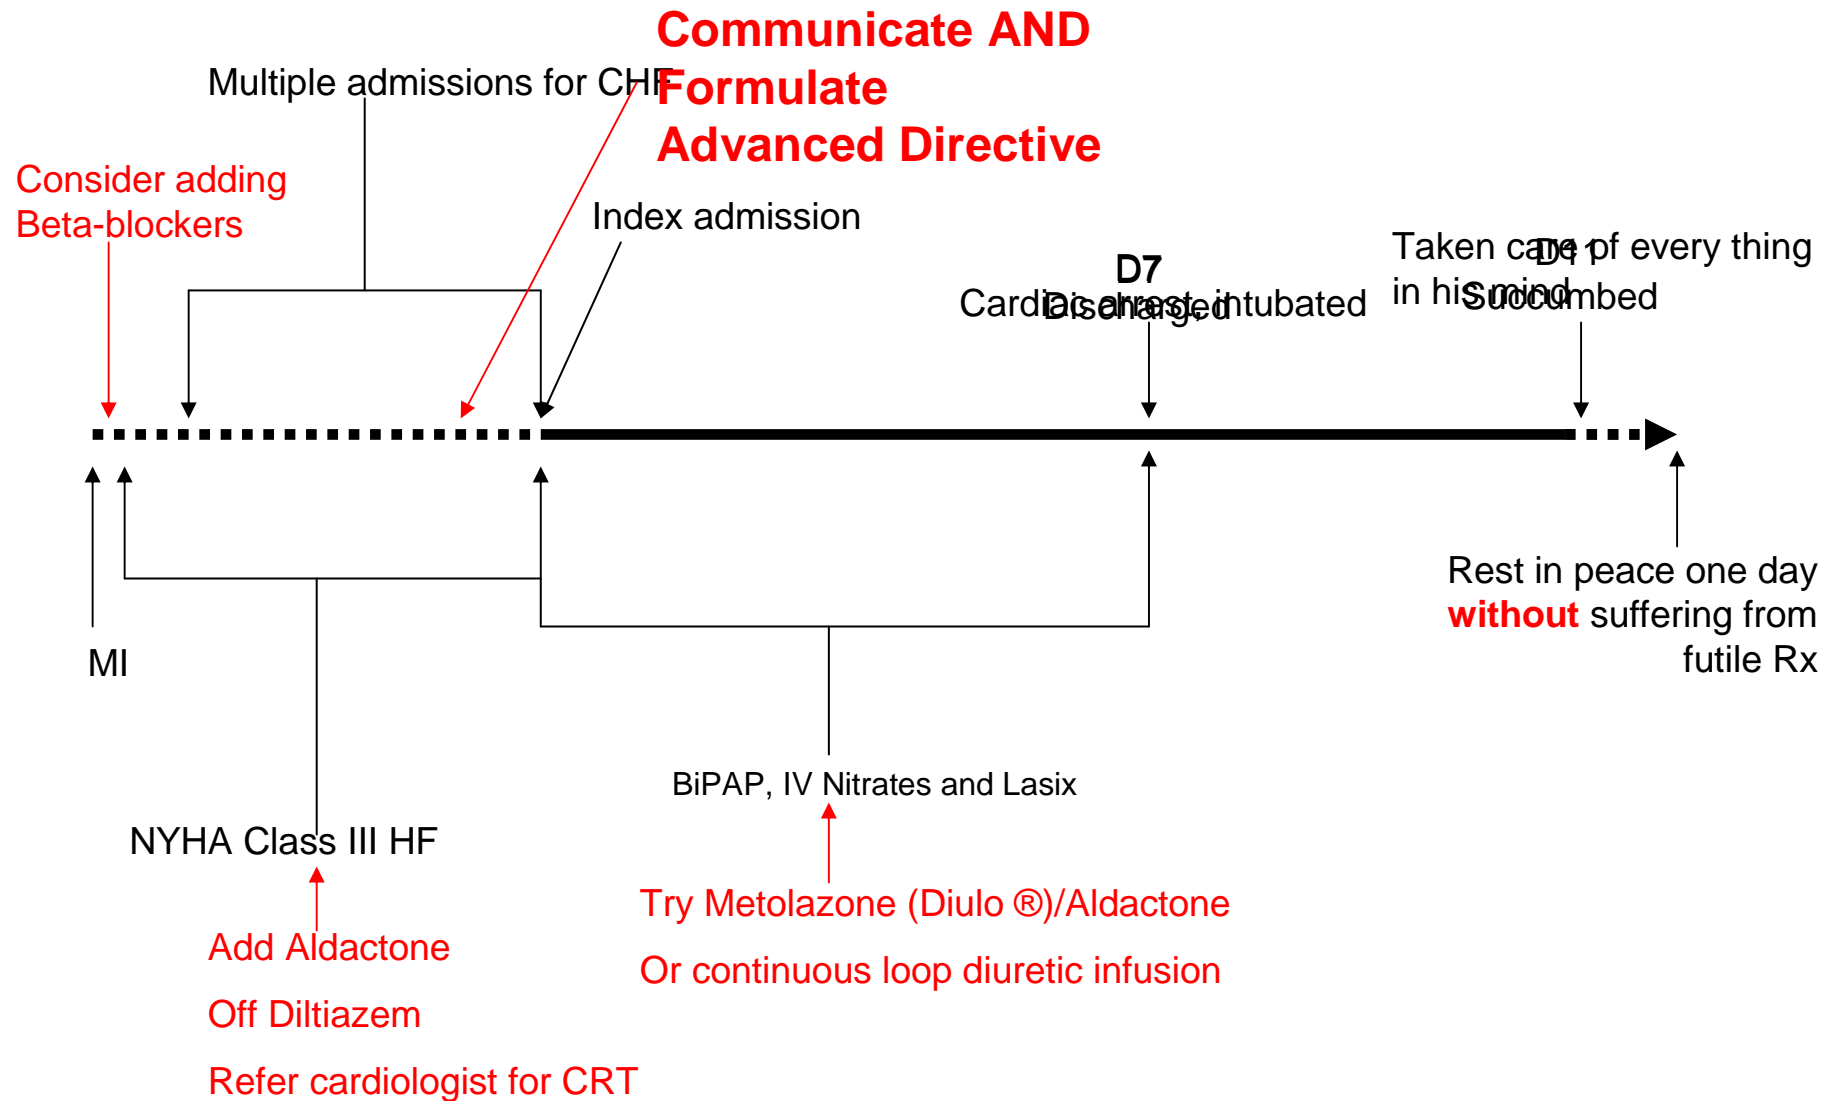 Communicate AND
Formulate
Advanced Directive
Multiple admissions for CHF
Consider adding
Beta-blockers
Index admission
D7
Cardiac arrest, intubated
Discharged
D11
Succumbed
Taken care of every thing
in his mind
MI
Rest in peace one day
without suffering from
futile Rx
BiPAP, IV Nitrates and Lasix
NYHA Class III HF
Try Metolazone (Diulo ®)/Aldactone
Or continuous loop diuretic infusion
Add Aldactone
Off Diltiazem
Refer cardiologist for CRT